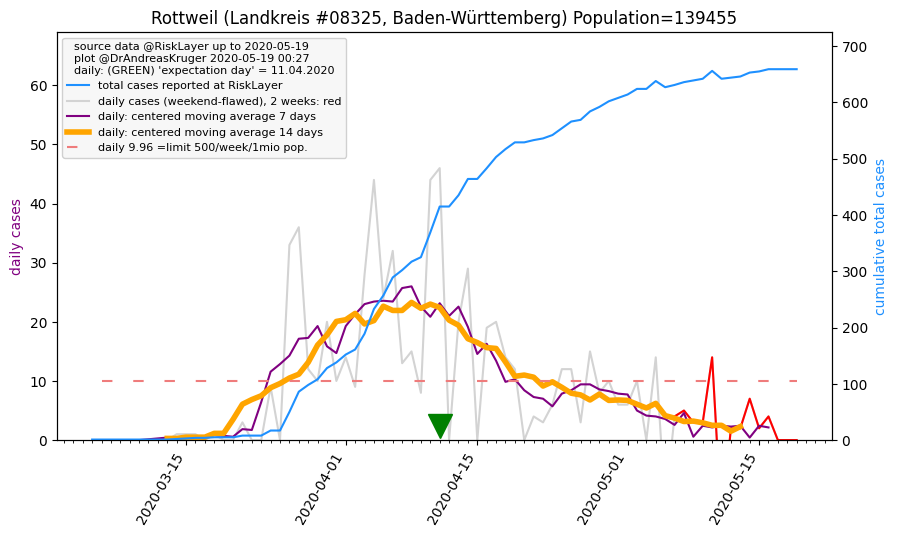 Rottweil (Landkreis #08325, Baden-Württemberg) Population=139455
source data @RiskLayer up to 2020-05-19
plot @DrAndreasKruger 2020-05-19 00:27
daily: (GREEN) 'expectation day' = 11.04.2020
total cases reported at RiskLayer
daily cases (weekend-flawed), 2 weeks: red
daily: centered moving average 7 days
daily: centered moving average 14 days
daily 9.96 =limit 500/week/1mio pop.
daily cases
0
10
20
30
40
50
60
cumulative total cases
0
100
200
300
400
500
600
700
2020-03-15
2020-04-01
2020-04-15
2020-05-01
2020-05-15